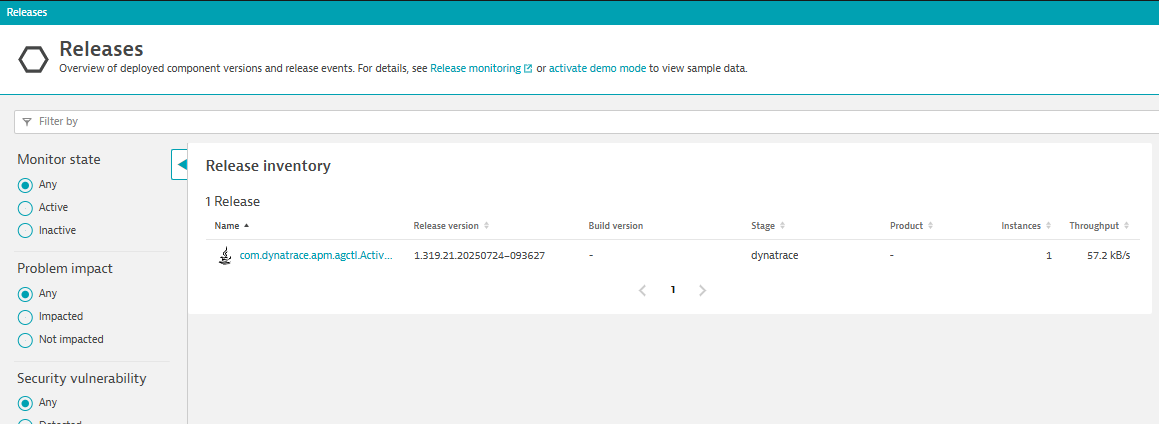 Releases
Releases
Overview of deployed component versions and release events. For details, see Release monitoring or activate demo mode to view sample data.
Filter by
Monitor state
Any
Active
Inactive
Problem impact
Any
Impacted
Not impacted
Security vulnerability
Any
Detected
Release inventory
1 Release
Name Release version Build version Stage Product Instances Throughput
com.dynatrace.apm.agctl.Activ... 1.319.21.20250724-093627 - dynatrace - 1 57.2 kB/s
1